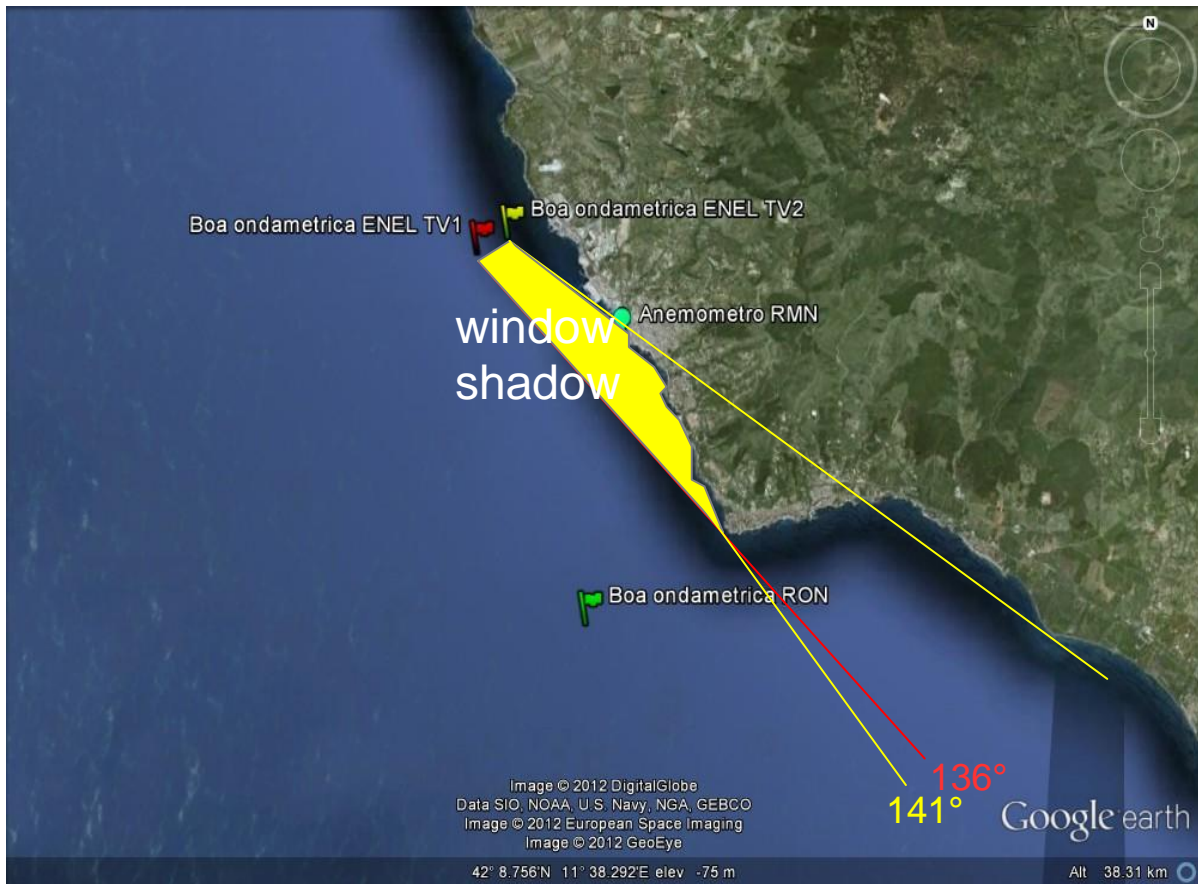 N
Boa ondametrica ENEL TV2
Boa ondametrica ENEL TV1
Anemometro RMN
window
shadow
Boa ondametrica RON
136°
141°
Image © 2012 DigitalGlobe
Data SIO, NOAA, U.S. Navy, NGA, GEBCO
Image © 2012 European Space Imaging
Image © 2012 GeoEye
Google earth
42° 8.756'N 11° 38.292'E elev -75 m
Alt 38.31 km